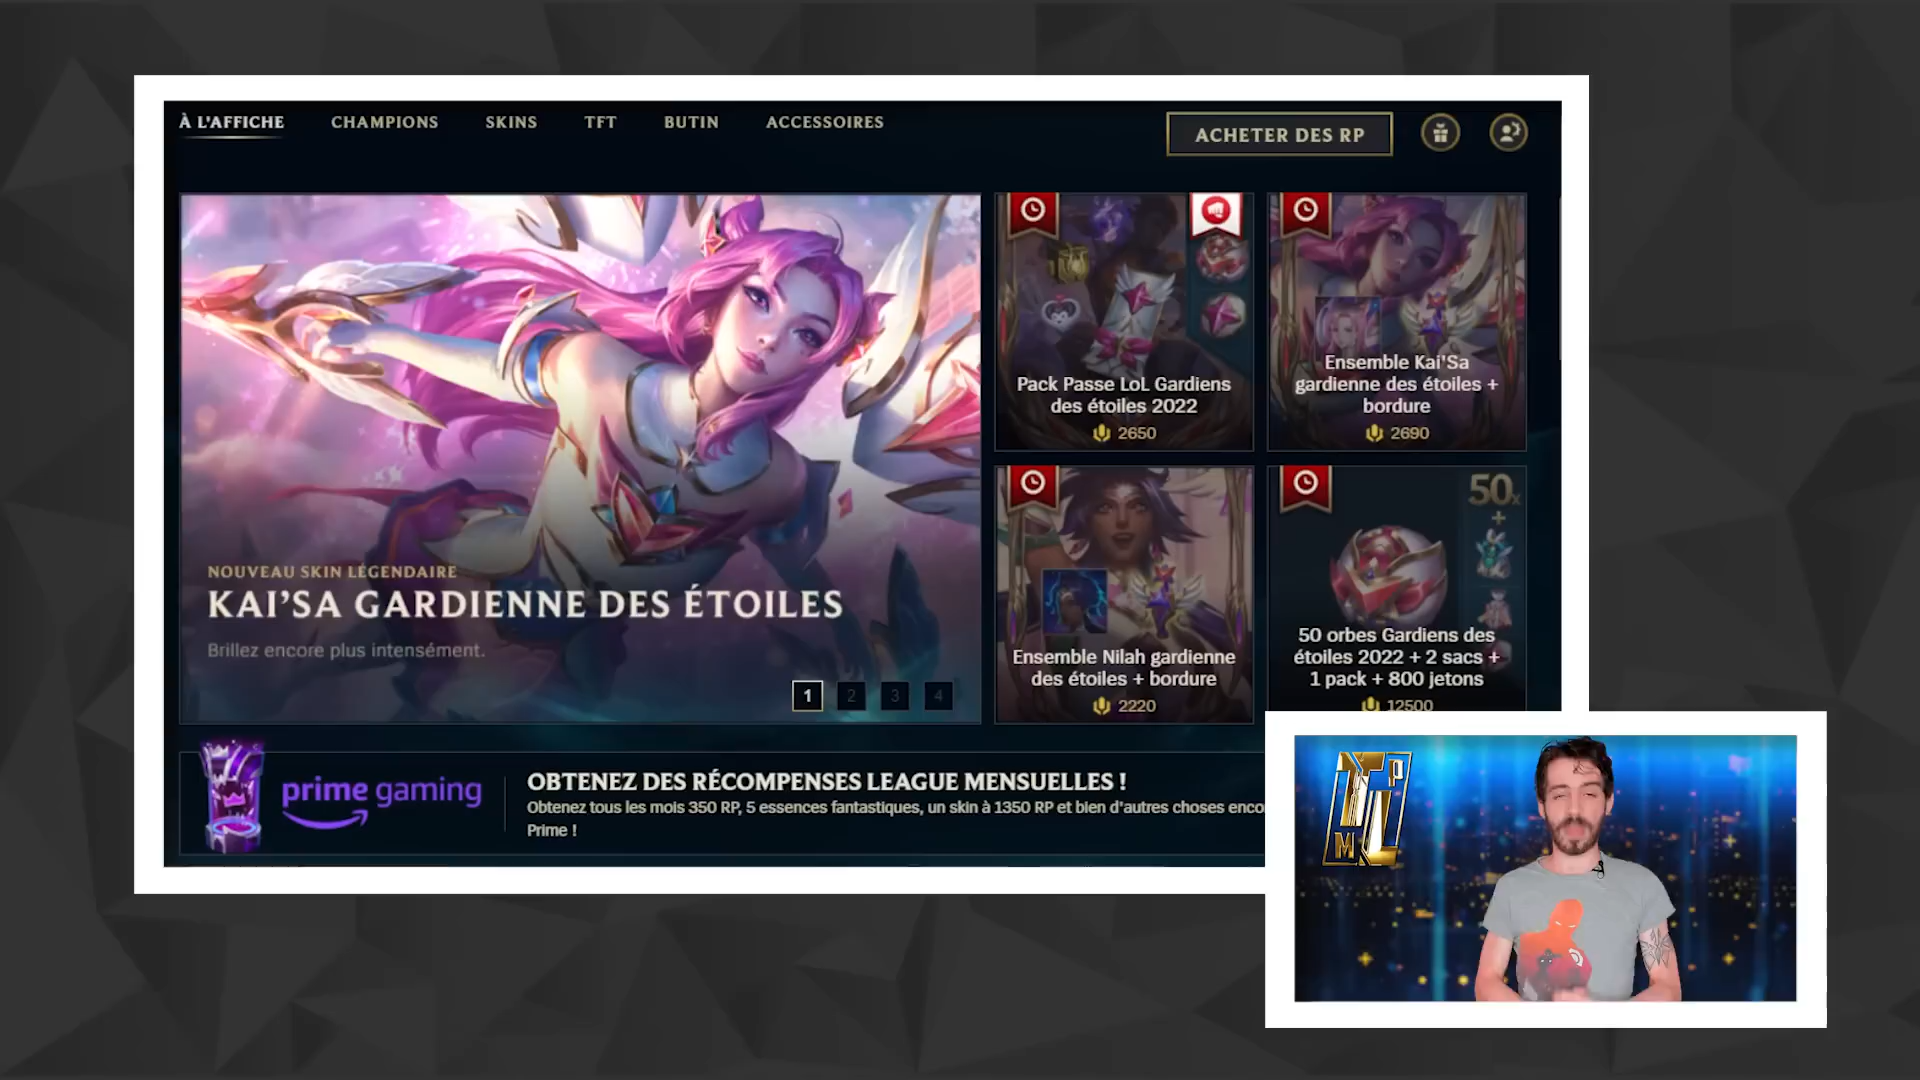 À L'AFFICHE
CHAMPIONS
SKINS
TFT
BUTIN
ACCESSOIRES
ACHETER DES RP
NOUVEAU SKIN LÉGENDAIRE
KAI'SA GARDIENNE DES ÉTOILES
Brillez encore plus intensément.
1
2
3
4
Pack Passe LoL Gardiens
des étoiles 2022
2650
Ensemble Kai'Sa
gardienne des étoiles +
bordure
2690
Ensemble Nilah gardienne
des étoiles + bordure
2220
50x
+
50 orbes Gardiens des
étoiles 2022 + 2 sacs +
1 pack + 800 jetons
12500
prime gaming
OBTENEZ DES RÉCOMPENSES LEAGUE MENSUELLES !
Obtenez tous les mois 350 RP, 5 essences fantastiques, un skin à 1350 RP et bien d'autres choses enco
Prime !